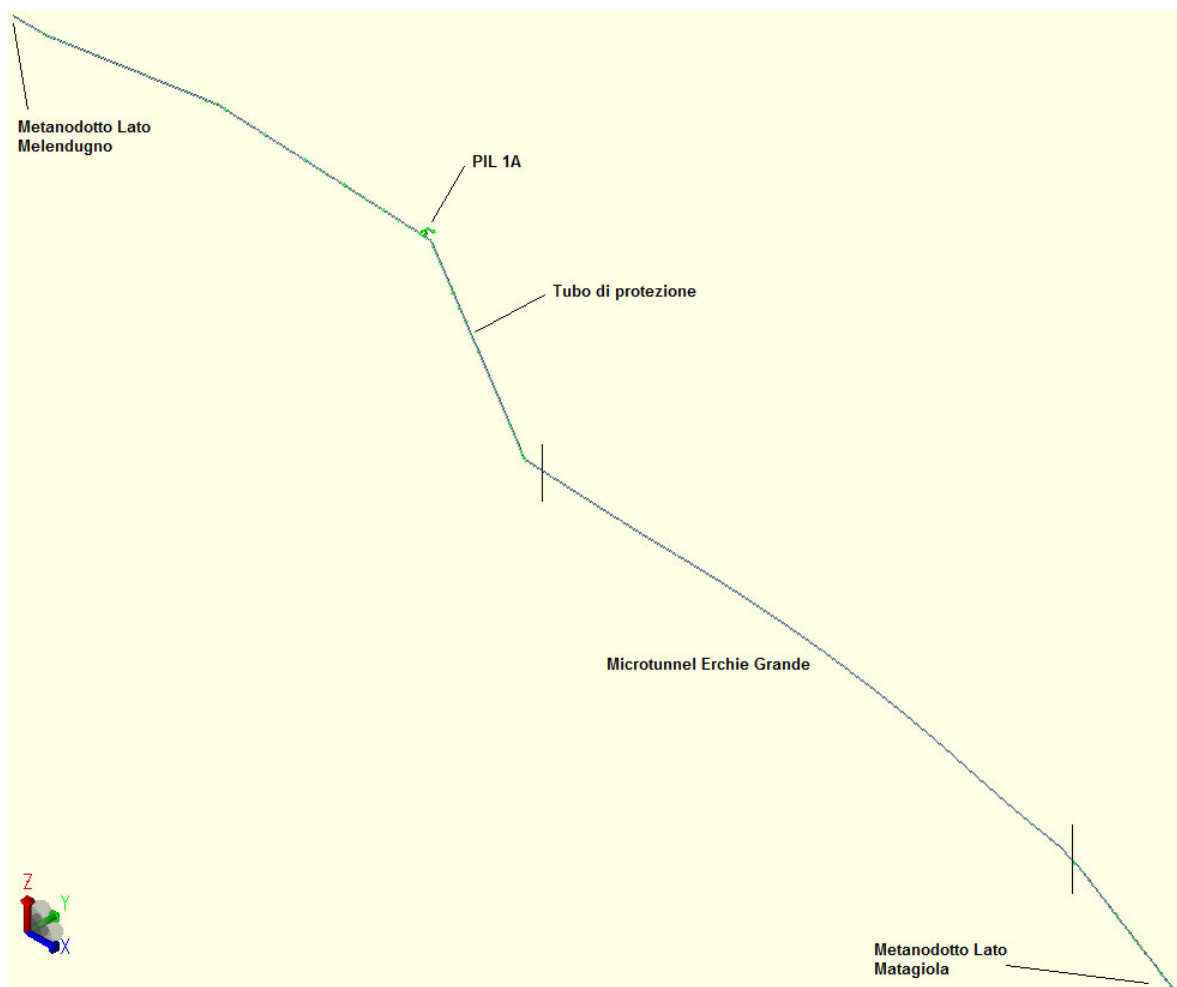 Metanodotto Lato
Melendugno
PIL 1A
Tubo di protezione
Microtunnel Erchie Grande
Z
Y
X
Metanodotto Lato
Matagiola